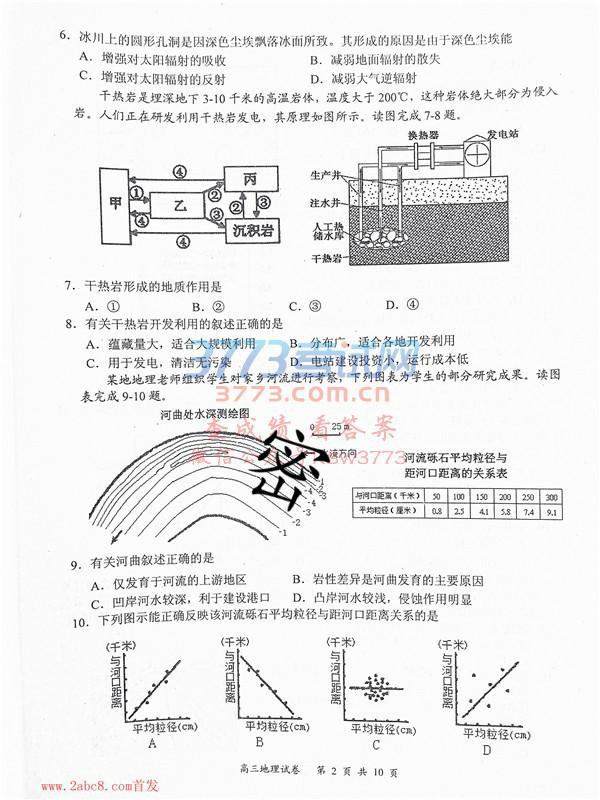 6．冰川上的圆形孔洞是因深色尘埃飘落冰面所致。其形成的原因是由于深色尘埃能
A．增强对太阳辐射的吸收 B．减弱地面辐射的散失
C．增强对太阳辐射的反射 D．减弱大气逆辐射
干热岩是埋深地下3-10千米的高温岩体，温度大于200℃，这种岩体绝大部分为侵入
岩。人们正在研发利用干热岩发电，其原理如图所示。读图完成7-8题。
甲
乙
丙
沉积岩
④
①
②
④
③
②
③
④
换热器
发电站
生产井
注水井
人工热
储水库
干热岩
7．干热岩形成的地质作用是
A．① B．② C．③ D．④
8．有关干热岩开发利用的叙述正确的是
A．蕴藏量大，适合大规模利用 B．分布广，适合各地开发利用
C．用于发电，清洁无污染 D．电站建设投资小，运行成本低
3773考试网
www.3773.com.cn
某地地理老师组织学生对家乡河流进行考察，下列图表为学生的部分研究成果。读图
表完成9-10题。
查成绩 看答案
河曲处水深测绘图
0 25m
密
出
河流砾石平均粒径与
距河口距离的关系表
与河口距离（千米） 50 100 150 200 250 300
平均粒径（厘米） 0.8 2.5 4.1 5.8 7.4 9.1
9．有关河曲叙述正确的是
A．仅发育于河流的上游地区 B．岩性差异是河曲发育的主要原因
C．凹岸河水较深，利于建设港口 D．凸岸河水较浅，侵蚀作用明显
10．下列图示能正确反映该河流砾石平均粒径与距河口距离关系的是
(千米) (千米) (千米) (千米)
与河口距离 与河口距离 与河口距离 与河口距离
平均粒径(cm) 平均粒径(cm) 平均粒径(cm) 平均粒径(cm)
A B C D
高三地理试卷 第 2 页 共 10 页
www.2abc8.com首发